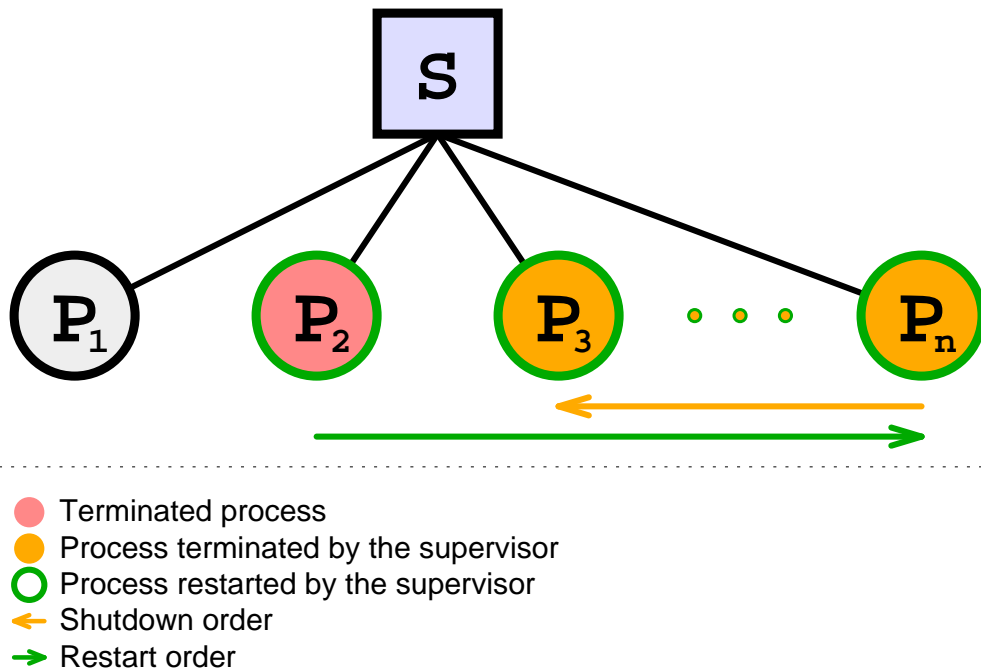 S
P1 P2 P3 Pn
Terminated process
Process terminated by the supervisor
Process restarted by the supervisor
Shutdown order
Restart order